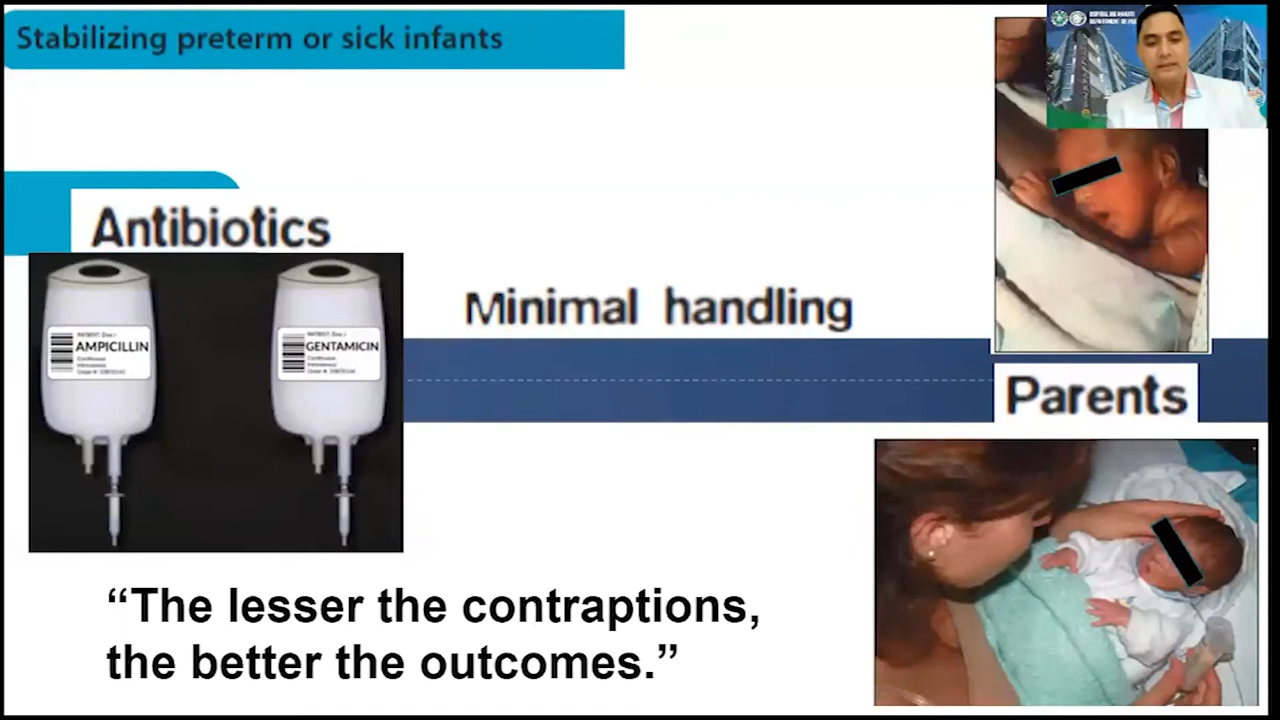 Stabilizing preterm or sick infants
Antibiotics
AMPICILLIN
GENTAMICIN
Minimal handling
Parents
“The lesser the contraptions,
the better the outcomes.”